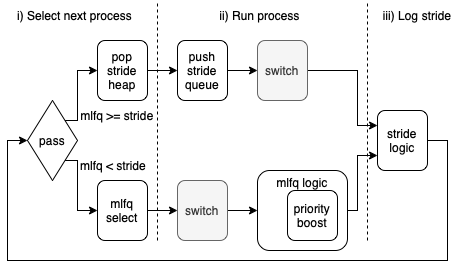 i) Select next process
ii) Run process
iii) Log stride
pop
stride
heap
push
stride
queue
switch
mlfq >= stride
pass
stride
logic
mlfq < stride
mlfq
select
switch
mlfq logic
priority
boost